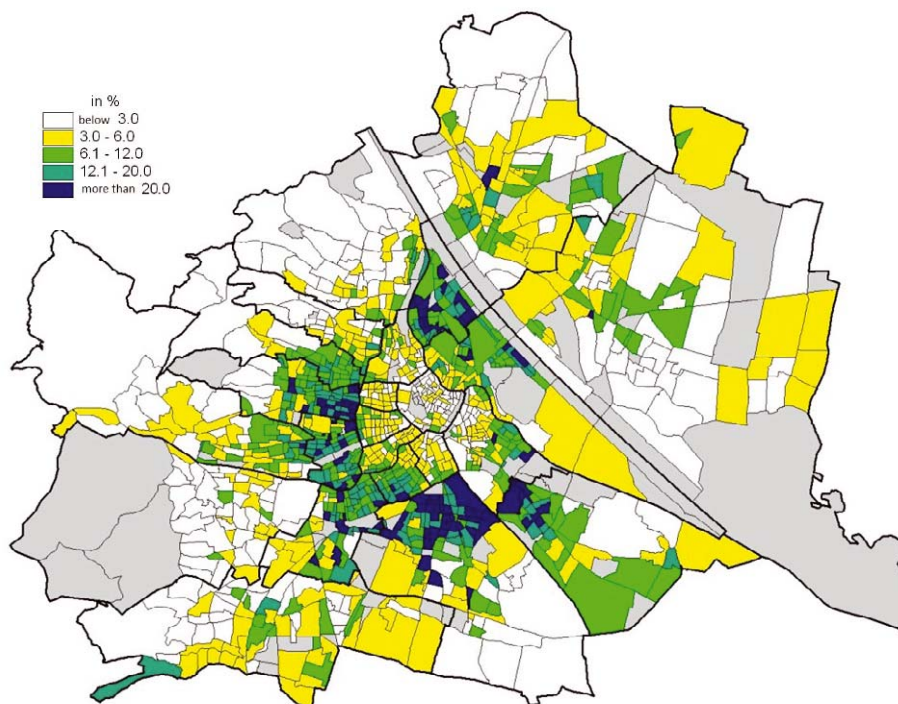 in %
below 3.0
3.0 - 6.0
6.1 - 12.0
12.1 - 20.0
more than 20.0